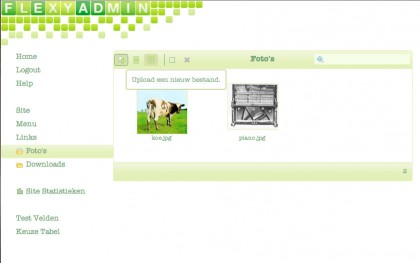 FLEXYADMIN
Home
Logout
Help
Site
Menu
Links
Foto's
Downloads
Site Statistieken
Test Velden
Keuze Tabel
Foto's
Upload een nieuw bestand.
koe.jpg
piano.jpg